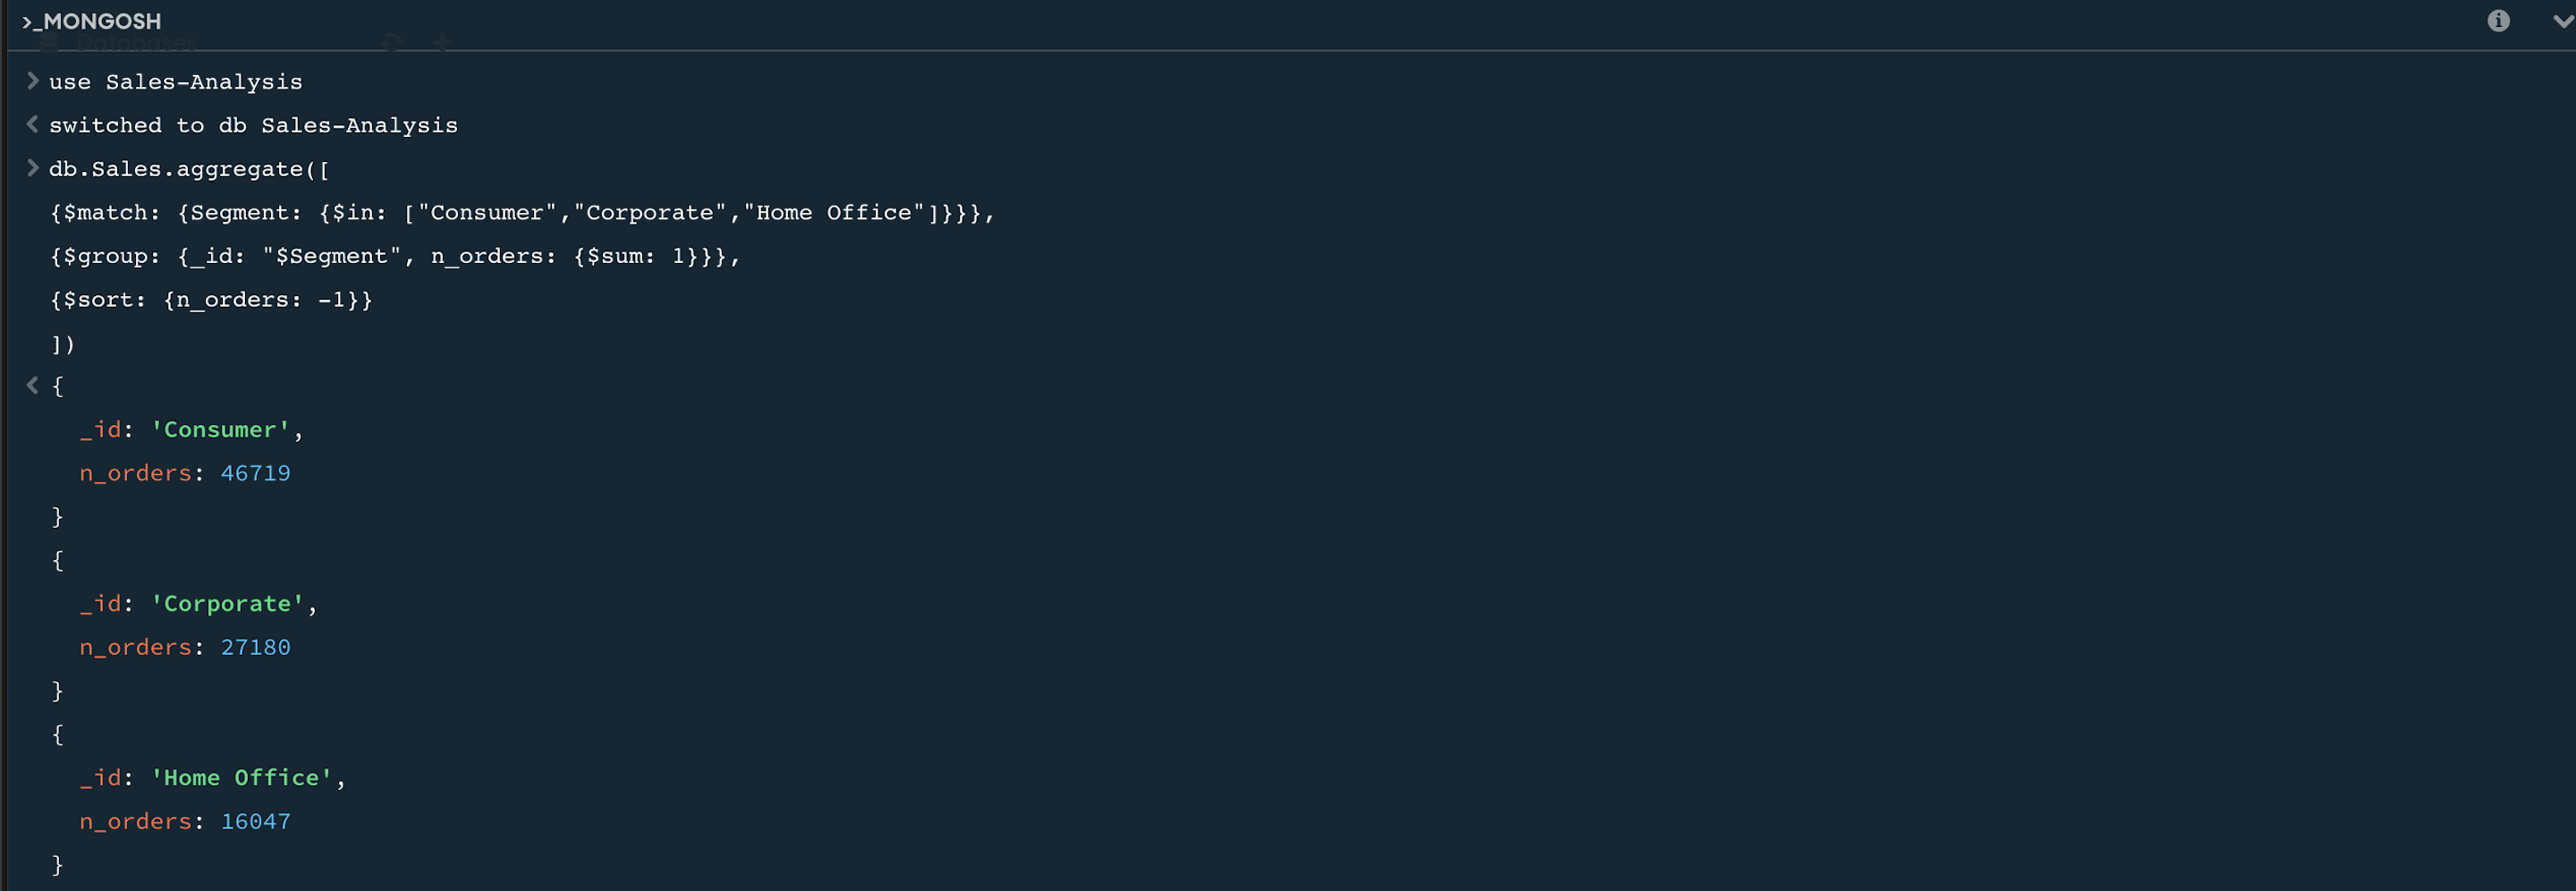 >_MONGOSH
Databases
> use Sales-Analysis
< switched to db Sales-Analysis
> db.Sales.aggregate([
{$match: {Segment: {$in: ["Consumer","Corporate","Home Office"]}}},
{$group: {_id: "$Segment", n_orders: {$sum: 1}}},
{$sort: {n_orders: -1}}
])
< {
_id: 'Consumer',
n_orders: 46719
}
{
_id: 'Corporate',
n_orders: 27180
}
{
_id: 'Home Office',
n_orders: 16047
}